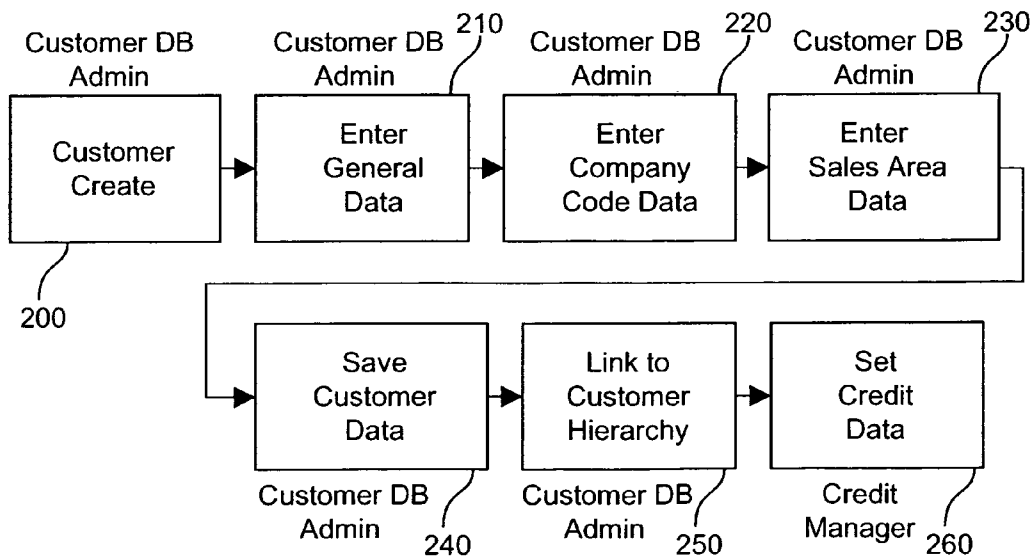 Customer DB
Admin
Customer
Create
200
Customer DB
Admin
210
Enter
General
Data
Customer DB
Admin
220
Enter
Company
Code Data
Customer DB
Admin
230
Enter
Sales Area
Data
Save
Customer
Data
Customer DB
Admin
240
Link to
Customer
Hierarchy
Customer DB
Admin
250
Set
Credit
Data
Credit
Manager
260